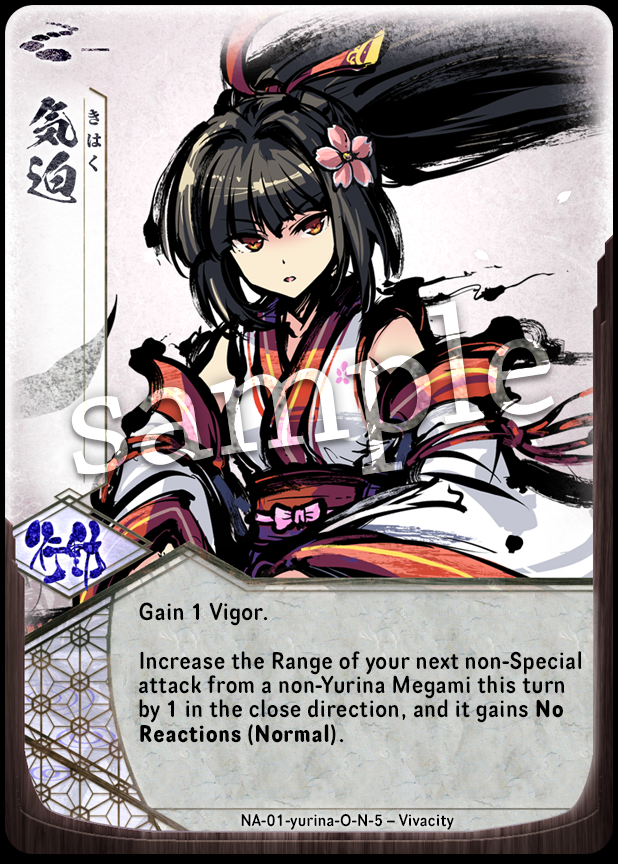 気迫
きはく
sample
行動
Gain 1 Vigor.
Increase the Range of your next non-Special
attack from a non-Yurina Megami this turn
by 1 in the close direction, and it gains No
Reactions (Normal).
NA-01-yurina-O-N-5 – Vivacity